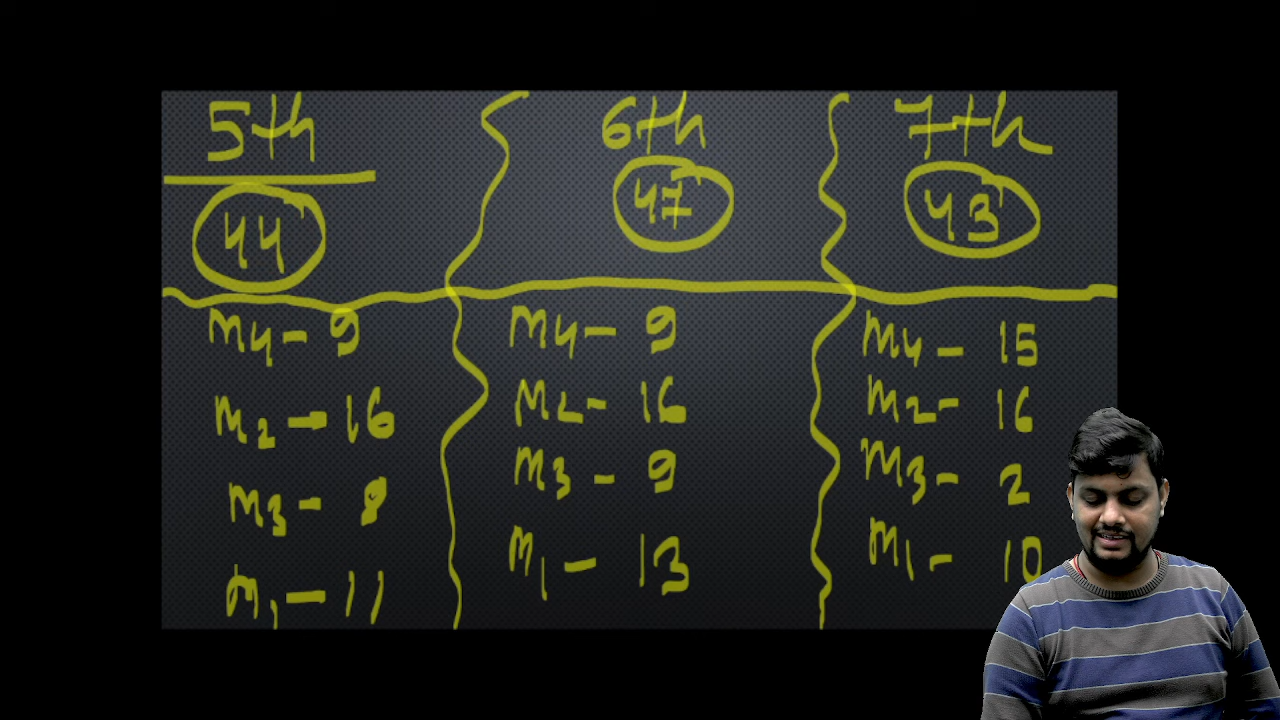 5th
44
m4 - 9
m2 - 16
m3 - 8
m1 - 11
6th
47
m4 - 9
m2 - 16
m3 - 9
m1 - 13
7th
43
m4 - 15
m2 - 16
m3 - 2
m1 - 10